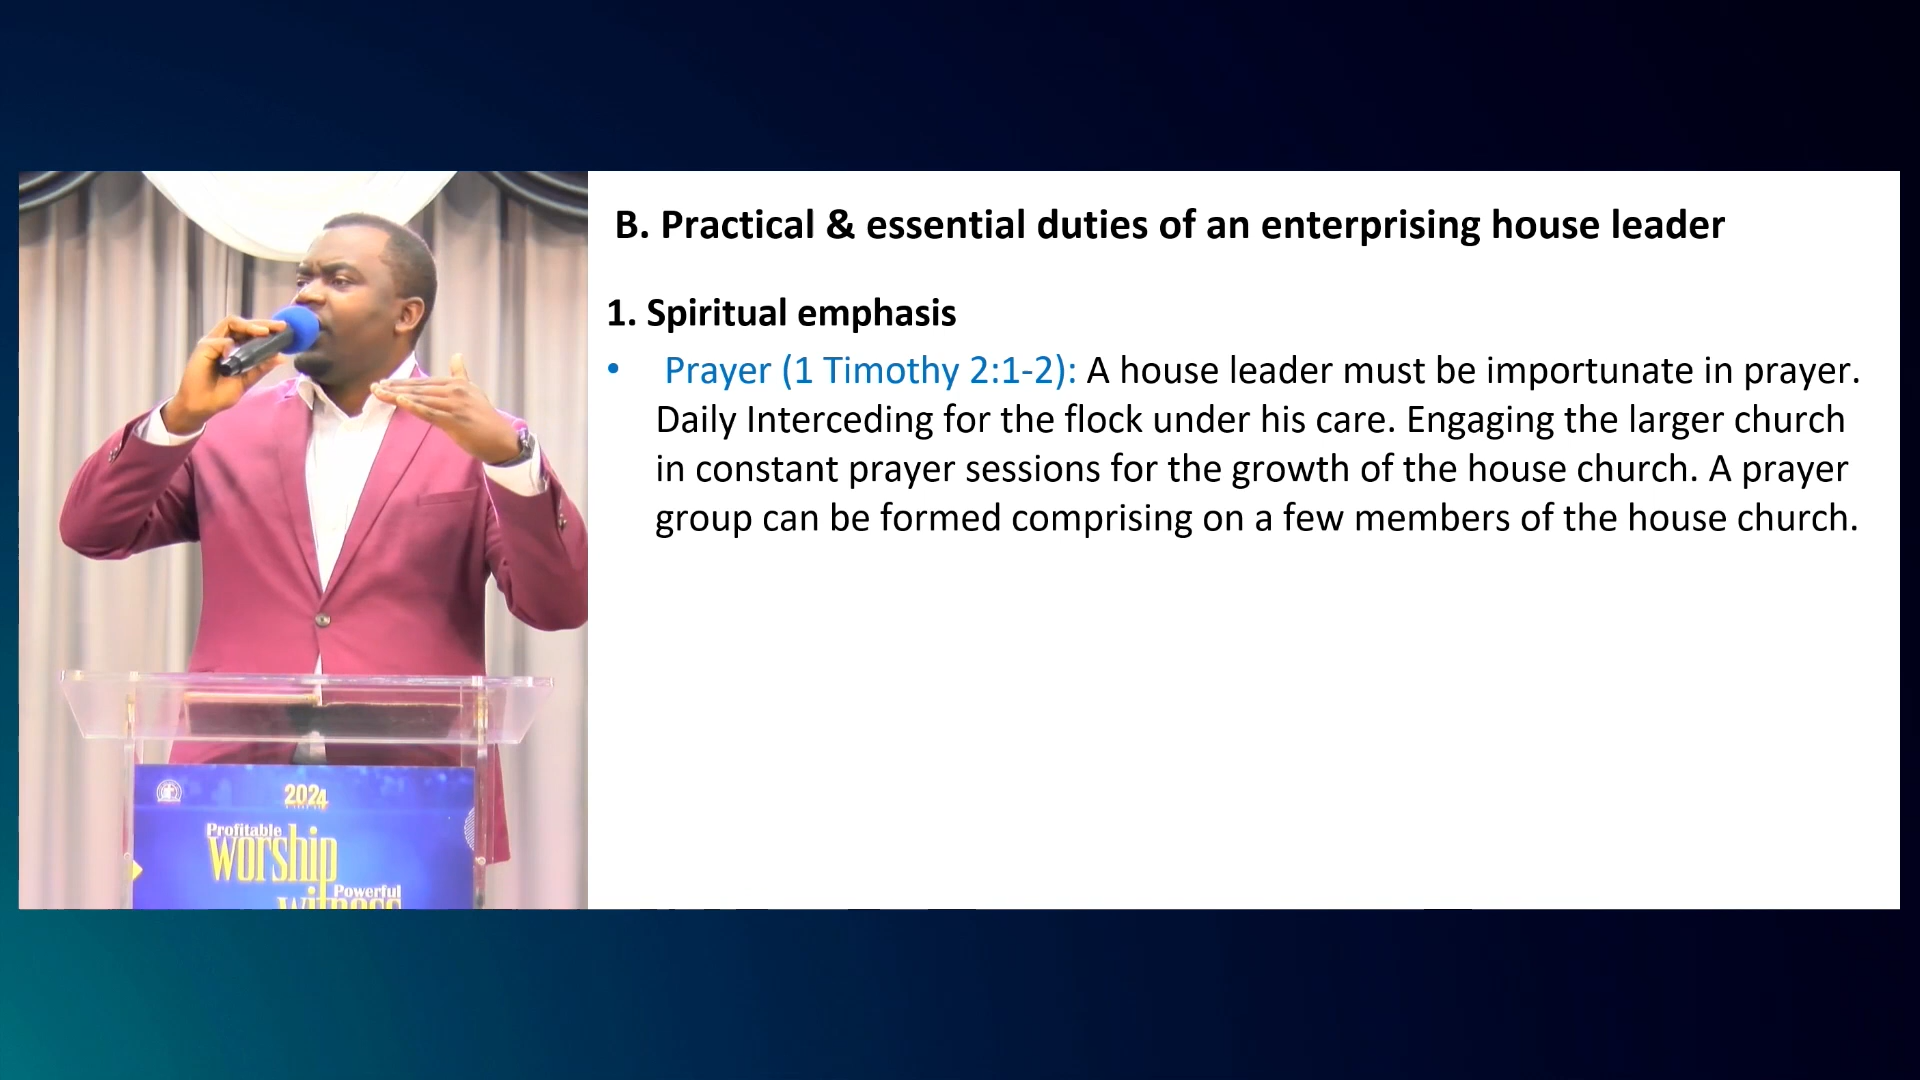 B. Practical & essential duties of an enterprising house leader
1. Spiritual emphasis
• Prayer (1 Timothy 2:1-2): A house leader must be importunate in prayer.
Daily Interceding for the flock under his care. Engaging the larger church
in constant prayer sessions for the growth of the house church. A prayer
group can be formed comprising on a few members of the house church.
2024
Profitable
worship
Powerful
witness